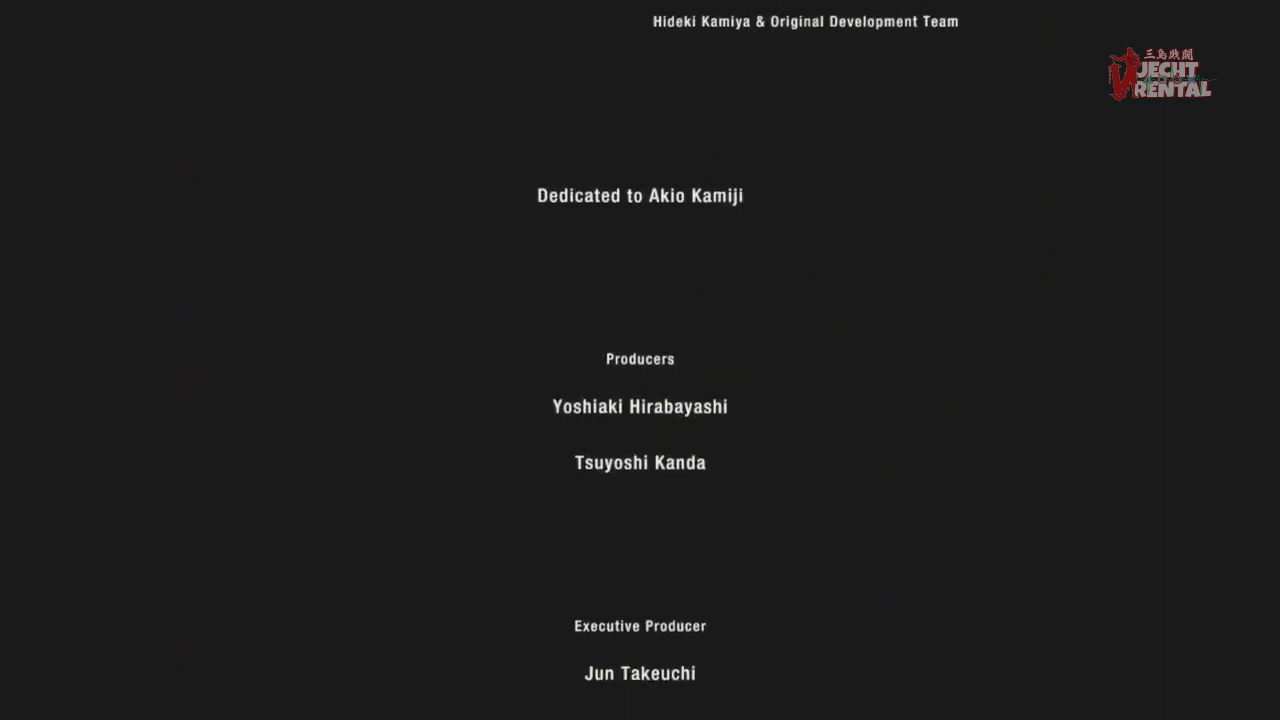 Hideki Kamiya & Original Development Team
JECHT
RENTAL
Dedicated to Akio Kamiji
Producers
Yoshiaki Hirabayashi
Tsuyoshi Kanda
Executive Producer
Jun Takeuchi